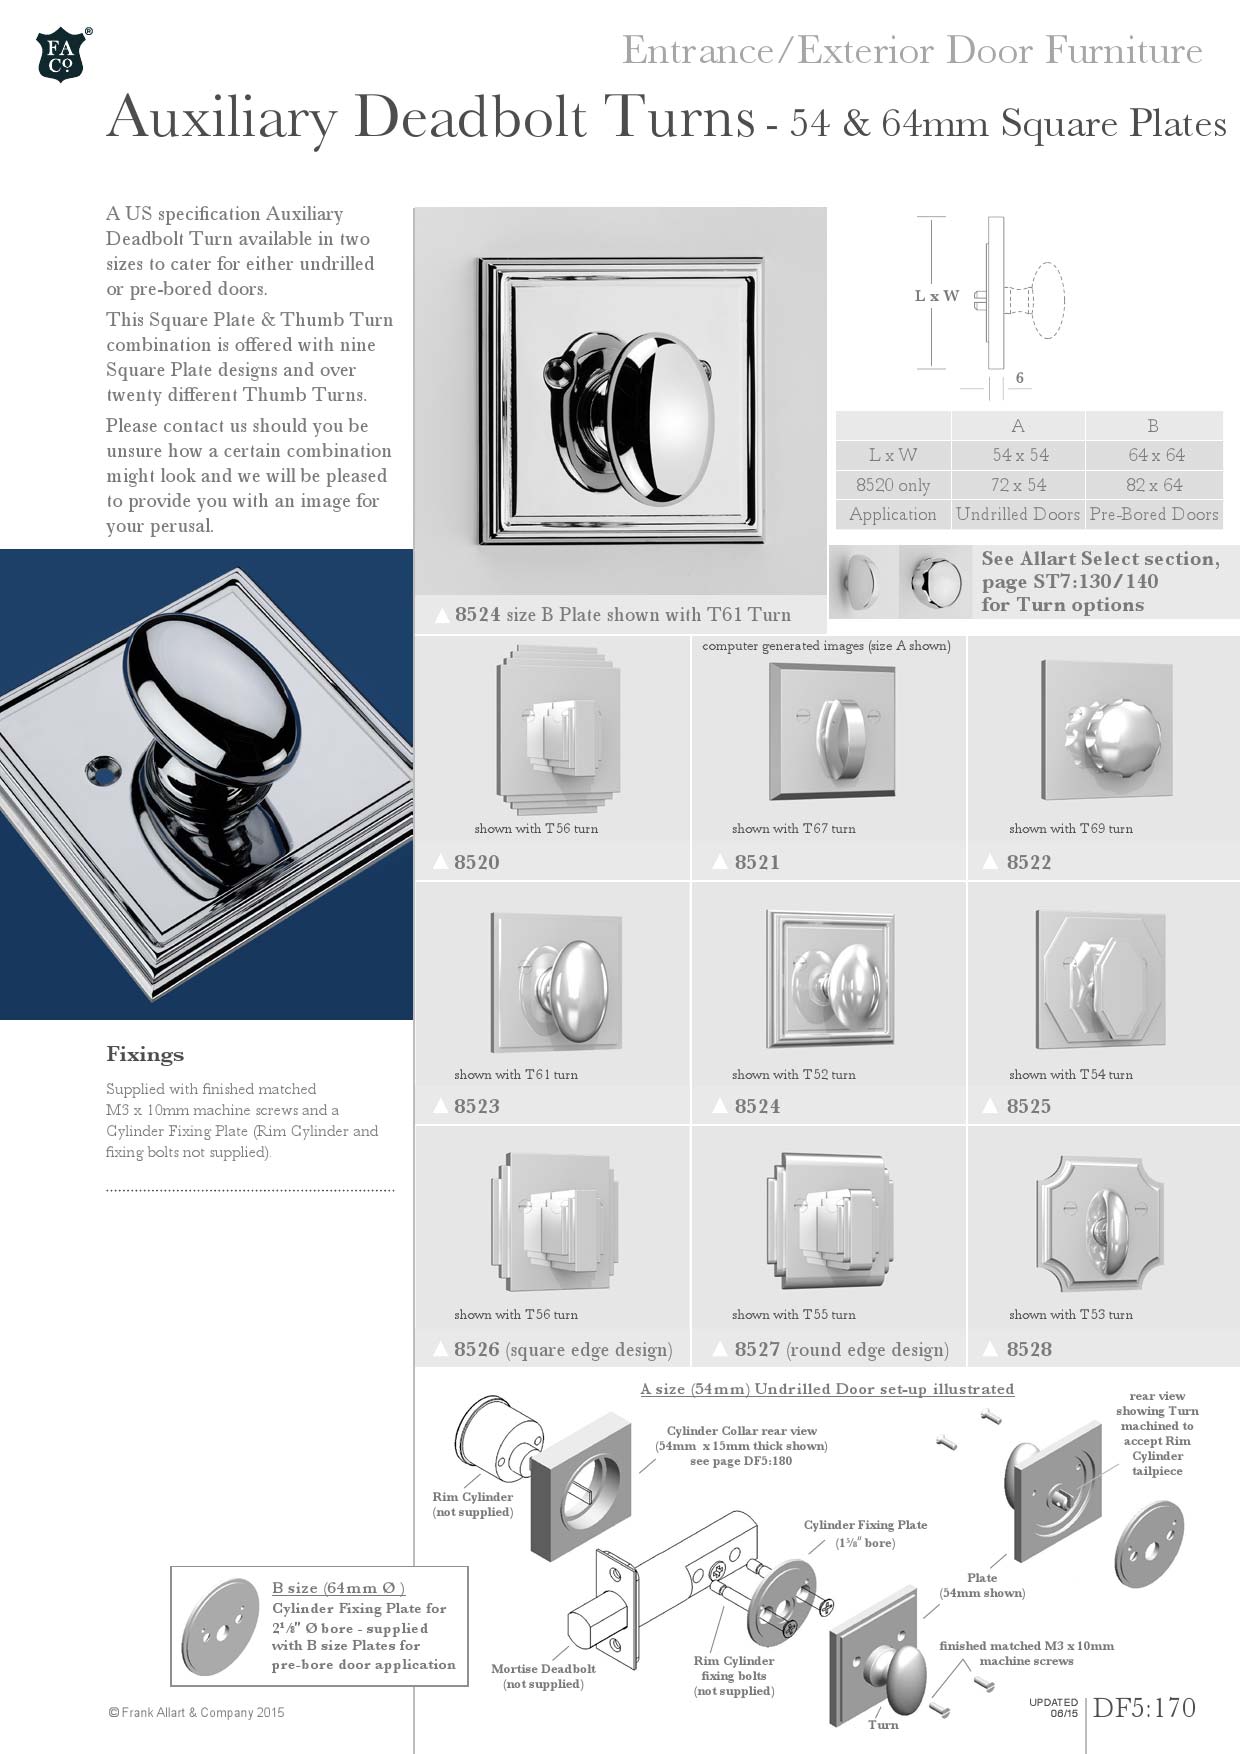 FA
Co.
®
Entrance/Exterior Door Furniture
Auxiliary Deadbolt Turns - 54 & 64mm Square Plates
A US specification Auxiliary
Deadbolt Turn available in two
sizes to cater for either undrilled
or pre-bored doors.
This Square Plate & Thumb Turn
combination is offered with nine
Square Plate designs and over
twenty different Thumb Turns.
Please contact us should you be
unsure how a certain combination
might look and we will be pleased
to provide you with an image for
your perusal.
L x W
6
A B
L x W 54 x 54 64 x 64
8520 only 72 x 54 82 x 64
Application Undrilled Doors Pre-Bored Doors
See Allart Select section,
page ST7:130/140
for Turn options
8524 size B Plate shown with T61 Turn
computer generated images (size A shown)
shown with T56 turn
8520
shown with T67 turn
8521
shown with T69 turn
8522
shown with T61 turn
8523
shown with T52 turn
8524
shown with T54 turn
8525
shown with T56 turn
8526 (square edge design)
shown with T55 turn
8527 (round edge design)
shown with T53 turn
8528
Fixings
Supplied with finished matched
M3 x 10mm machine screws and a
Cylinder Fixing Plate (Rim Cylinder and
fixing bolts not supplied).
A size (54mm) Undrilled Door set-up illustrated
Rim Cylinder
(not supplied)
Cylinder Collar rear view
(54mm x 15mm thick shown)
see page DF5:180
rear view
showing Turn
machined to
accept Rim
Cylinder
tailpiece
Cylinder Fixing Plate
(1⅝" bore)
Plate
(54mm shown)
Mortise Deadbolt
(not supplied)
Rim Cylinder
fixing bolts
(not supplied)
finished matched M3 x 10mm
machine screws
Turn
B size (64mm Ø )
Cylinder Fixing Plate for
2⅛" Ø bore - supplied
with B size Plates for
pre-bore door application
© Frank Allart & Company 2015
UPDATED
06/15
DF5:170